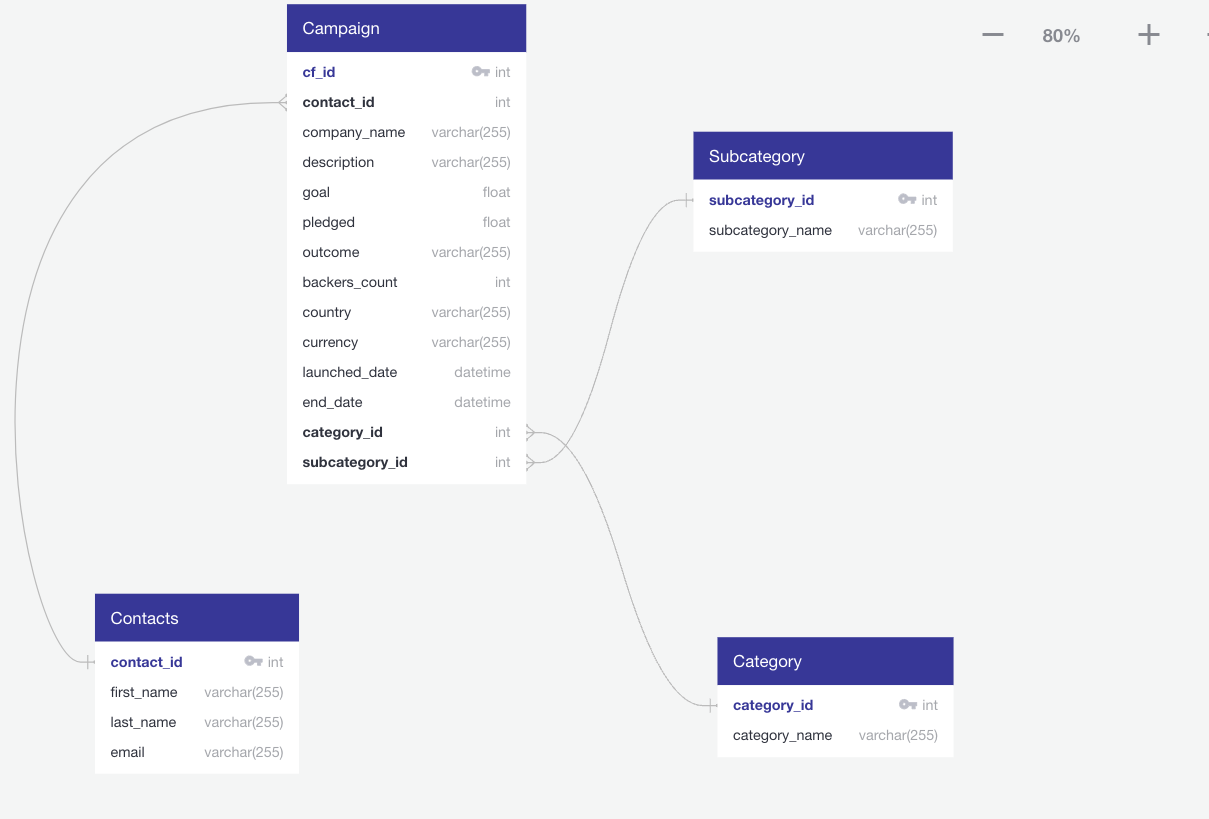 Campaign
cf_id int
contact_id int
company_name varchar(255)
description varchar(255)
goal float
pledged float
outcome varchar(255)
backers_count int
country varchar(255)
currency varchar(255)
launched_date datetime
end_date datetime
category_id int
subcategory_id int
80%
Subcategory
subcategory_id int
subcategory_name varchar(255)
Contacts
contact_id int
first_name varchar(255)
last_name varchar(255)
email varchar(255)
Category
category_id int
category_name varchar(255)